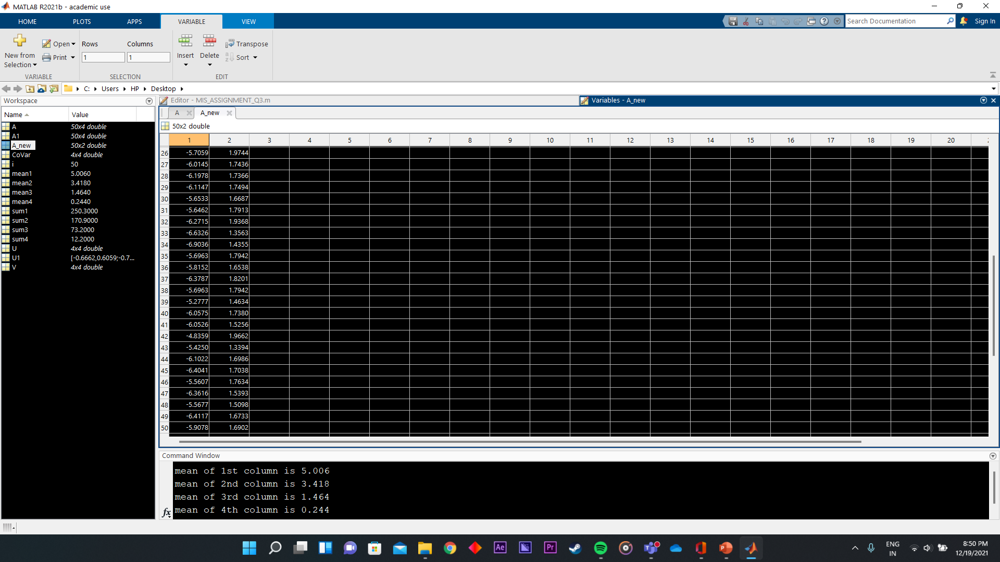 MATLAB R2021b - academic use
HOME PLOTS APPS VARIABLE VIEW
Search Documentation
Sign In
New from
Selection
Open
Print
VARIABLE
Rows Columns
1 1
SELECTION
Insert
Delete
Transpose
Sort
EDIT
C: Users HP Desktop
Workspace
Name Value
A 50x4 double
A1 50x4 double
A_new 50x2 double
CoVar 4x4 double
i 50
mean1 5.0060
mean2 3.4180
mean3 1.4640
mean4 0.2440
sum1 250.3000
sum2 170.9000
sum3 73.2000
sum4 12.2000
U 4x4 double
U1 [-0.6662,0.6059;-0.7...
V 4x4 double
Editor - MIS_ASSIGNMENT_Q3.m
Variables - A_new
A A_new
50x2 double
1 2 3 4 5 6 7 8 9 10 11 12 13 14 15 16 17 18 19 20
26 -5.7059 1.9744
27 -6.0145 1.7436
28 -6.1978 1.7366
29 -6.1147 1.7494
30 -5.6533 1.6687
31 -5.6462 1.7913
32 -6.2715 1.9368
33 -6.6326 1.3563
34 -6.9036 1.4355
35 -5.6963 1.7942
36 -5.8152 1.6538
37 -6.3787 1.8201
38 -5.6963 1.7942
39 -5.2777 1.4634
40 -6.0575 1.7380
41 -6.0526 1.5256
42 -4.8359 1.9662
43 -5.4250 1.3394
44 -6.1022 1.6986
45 -6.4041 1.7038
46 -5.5607 1.7634
47 -6.3616 1.5393
48 -5.5677 1.5098
49 -6.4117 1.6733
50 -5.9078 1.6902
Command Window
mean of 1st column is 5.006
mean of 2nd column is 3.418
mean of 3rd column is 1.464
mean of 4th column is 0.244
fx
Ae
Pr
ENG
IN
8:50 PM
12/19/2021